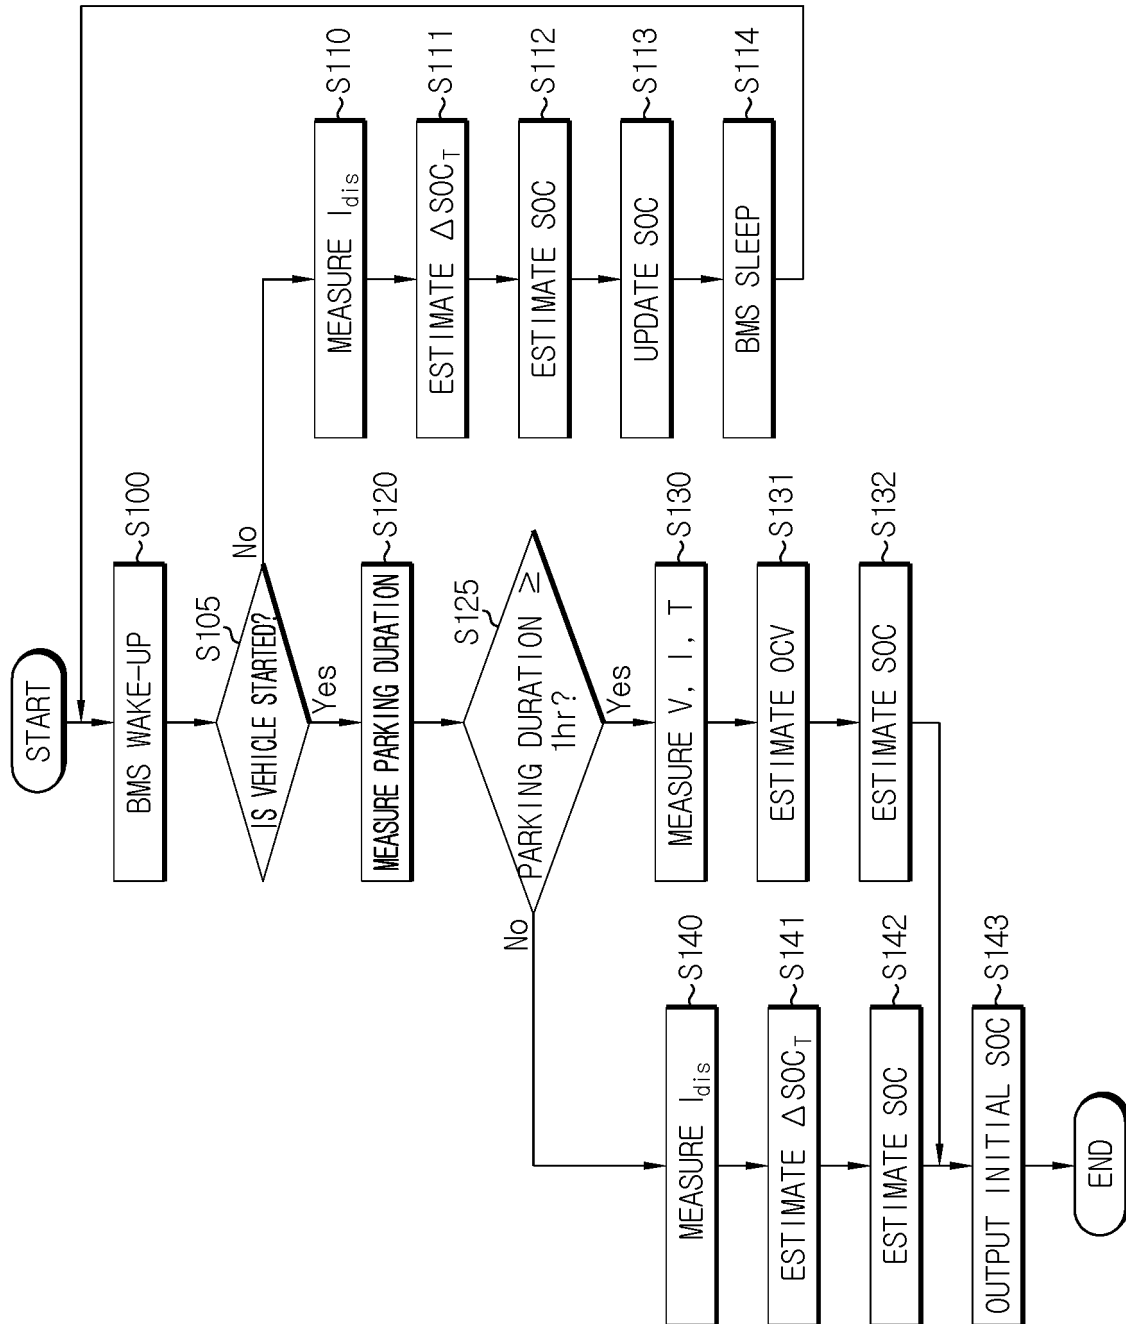 START
BMS WAKE-UP
S100
S105
IS VEHICLE STARTED?
No
Yes
MEASURE I_dis
S110
ESTIMATE ΔSOC_T
S111
ESTIMATE SOC
S112
UPDATE SOC
S113
BMS SLEEP
S114
MEASURE PARKING DURATION
S120
S125
PARKING DURATION ≥
1hr?
No
Yes
MEASURE V, I, T
S130
ESTIMATE OCV
S131
ESTIMATE SOC
S132
MEASURE I_dis
S140
ESTIMATE ΔSOC_T
S141
ESTIMATE SOC
S142
OUTPUT INITIAL SOC
S143
END